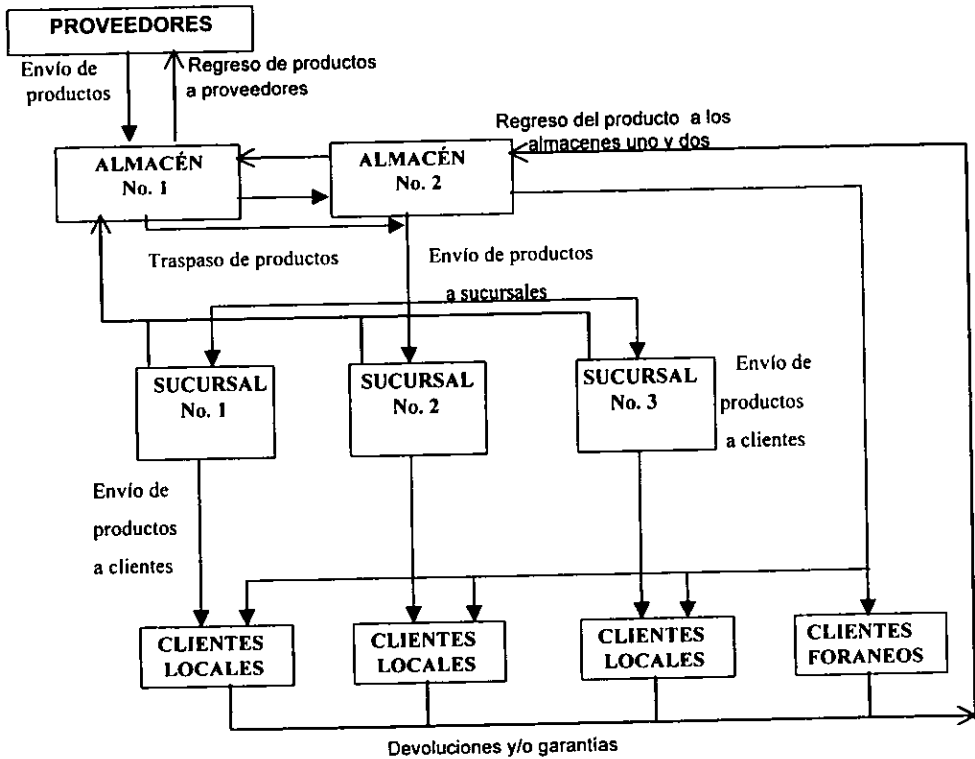 PROVEEDORES
Envío de
productos
Regreso de productos
a proveedores
Regreso del producto a los
almacenes uno y dos
ALMACÉN
No. 1
ALMACÉN
No. 2
Traspaso de productos
Envío de productos
a sucursales
SUCURSAL
No. 1
SUCURSAL
No. 2
SUCURSAL
No. 3
Envío de
productos
a clientes
Envío de
productos
a clientes
CLIENTES
LOCALES
CLIENTES
LOCALES
CLIENTES
LOCALES
CLIENTES
FORANEOS
Devoluciones y/o garantías